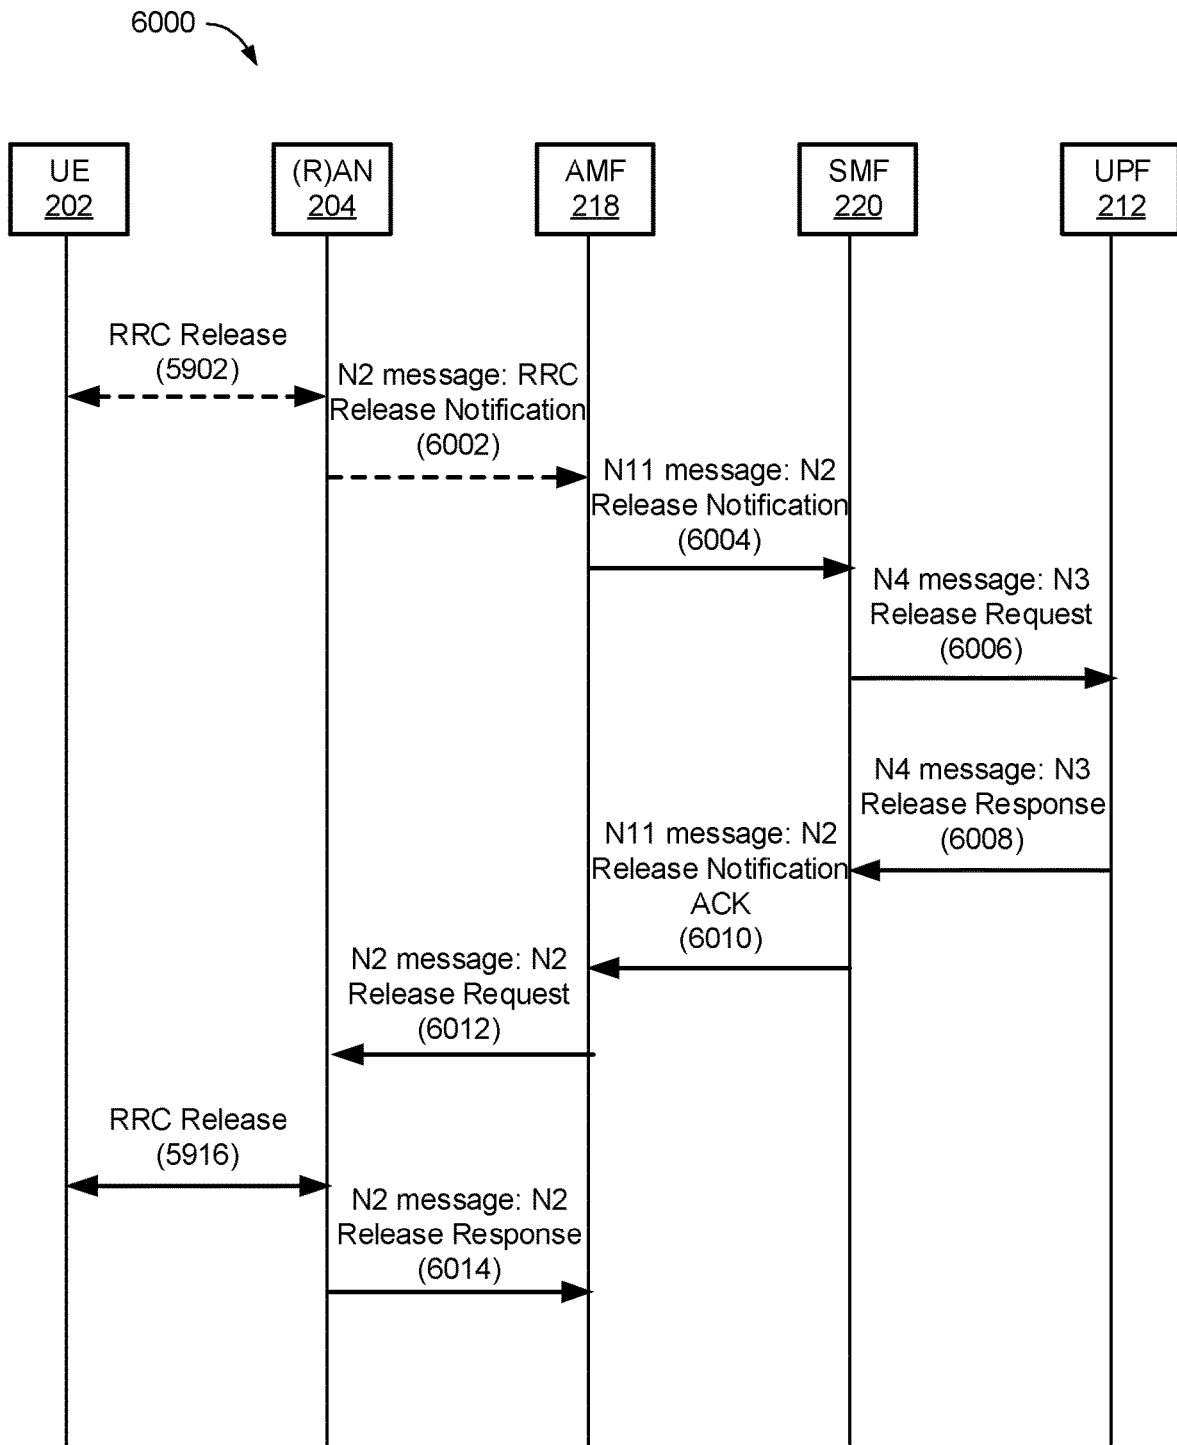 6000
UE
202
(R)AN
204
AMF
218
SMF
220
UPF
212
RRC Release
(5902)
N2 message: RRC
Release Notification
(6002)
N11 message: N2
Release Notification
(6004)
N4 message: N3
Release Request
(6006)
N4 message: N3
Release Response
(6008)
N11 message: N2
Release Notification
ACK
(6010)
N2 message: N2
Release Request
(6012)
RRC Release
(5916)
N2 message: N2
Release Response
(6014)